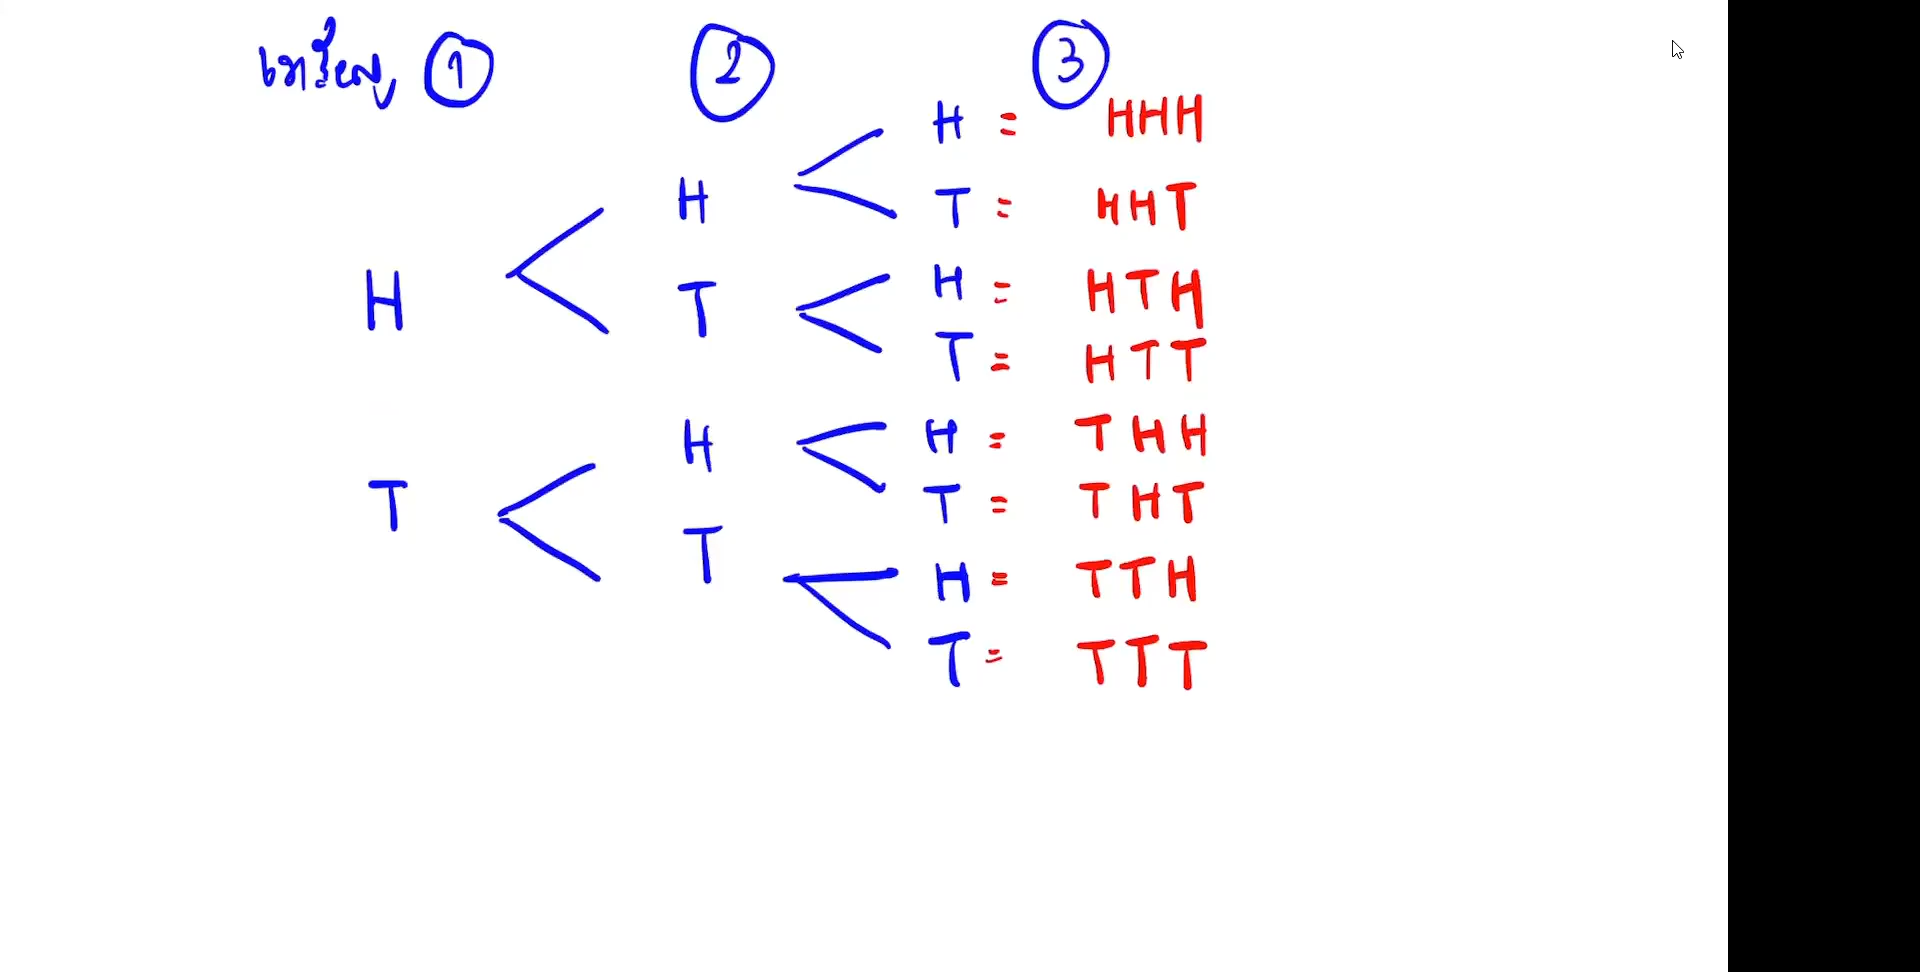 เหรียญ 1 2 3
H = HHH
H T = HHT
H T H = HTH
T = HTT
H H = THH
T T = THT
T H = TTH
T = TTT